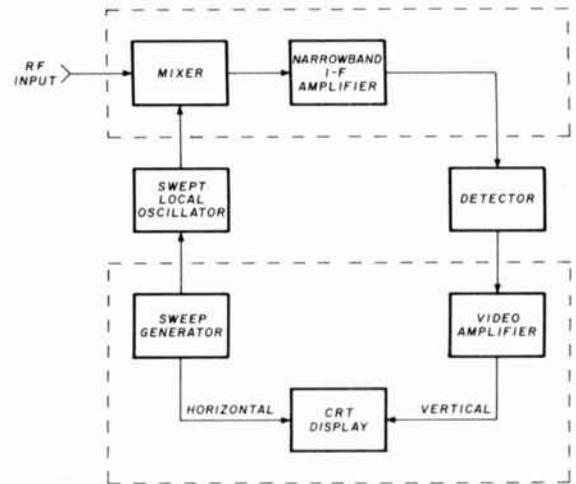 RF
INPUT
MIXER
NARROWBAND
I-F
AMPLIFIER
SWEPT
LOCAL
OSCILLATOR
DETECTOR
SWEEP
GENERATOR
VIDEO
AMPLIFIER
HORIZONTAL
CRT
DISPLAY
VERTICAL